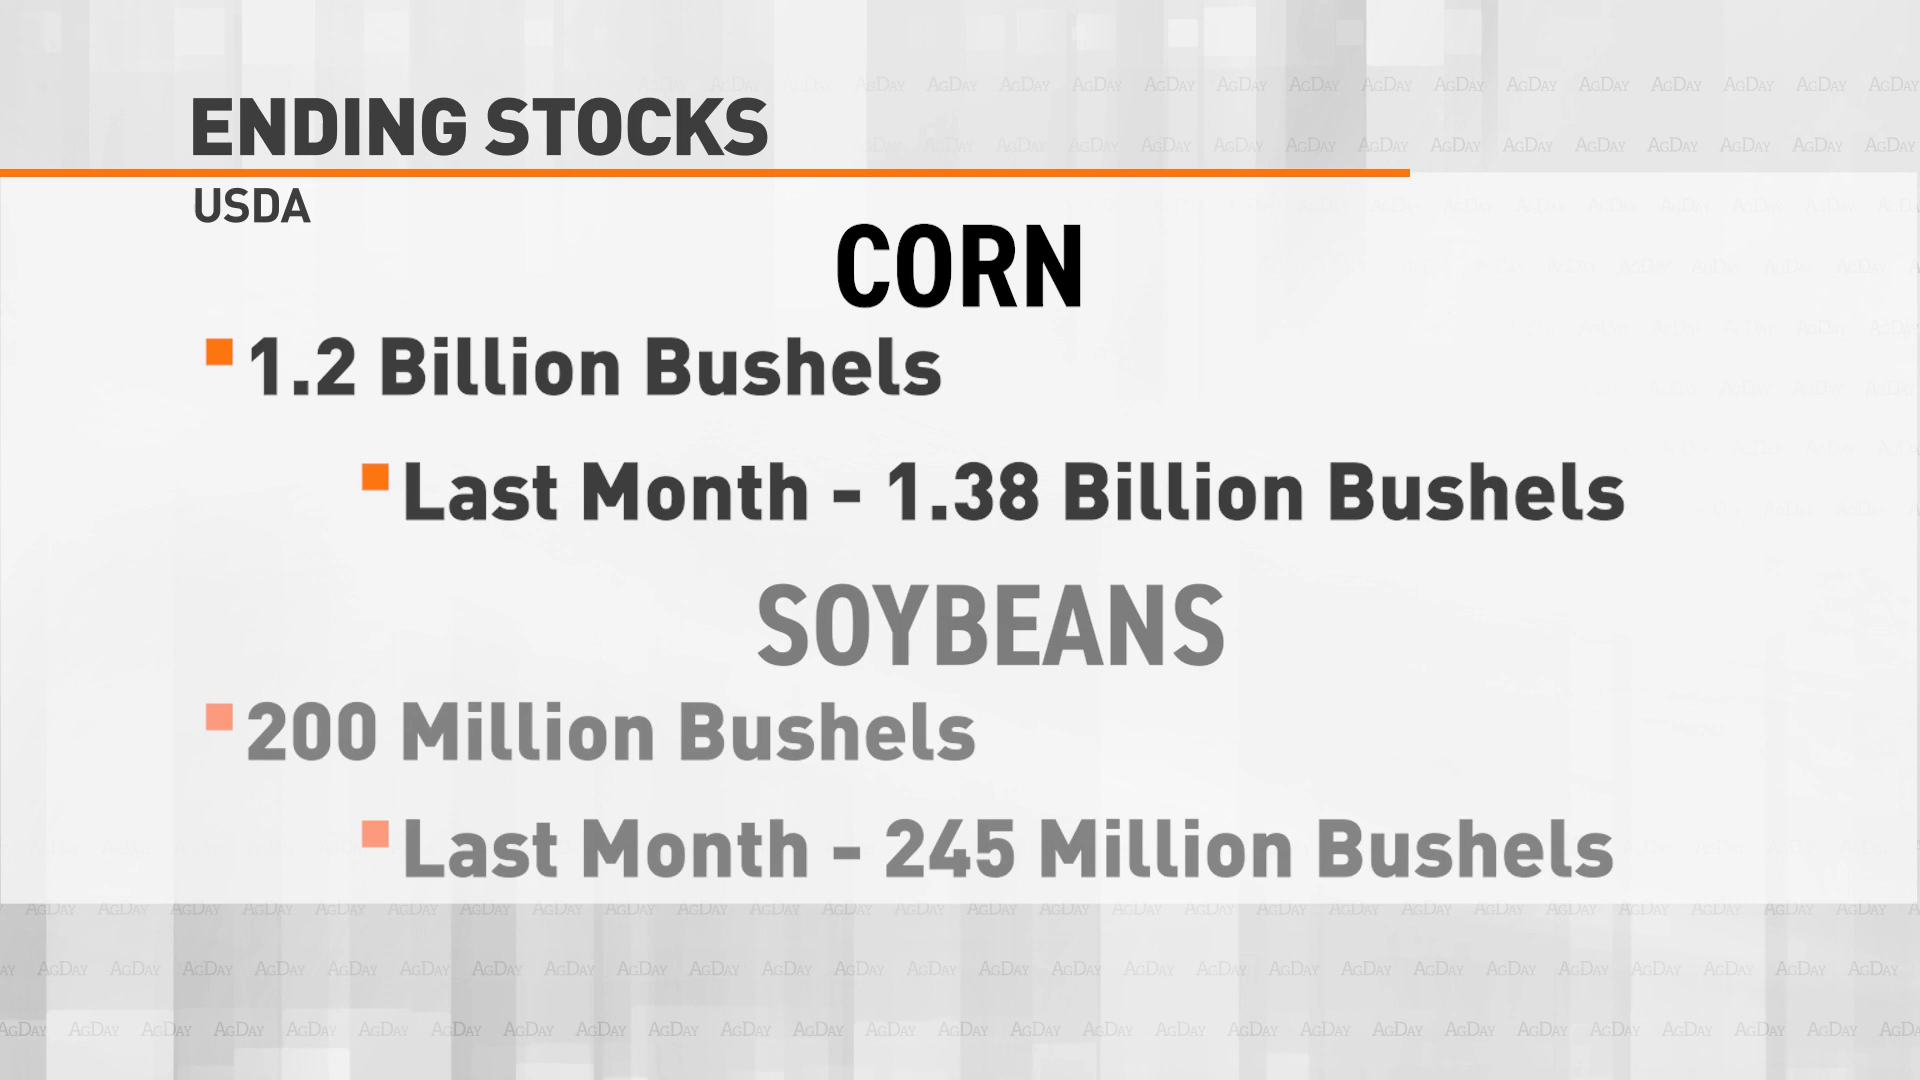 ENDING STOCKS
USDA
CORN
1.2 Billion Bushels
Last Month - 1.38 Billion Bushels
SOYBEANS
200 Million Bushels
Last Month - 245 Million Bushels